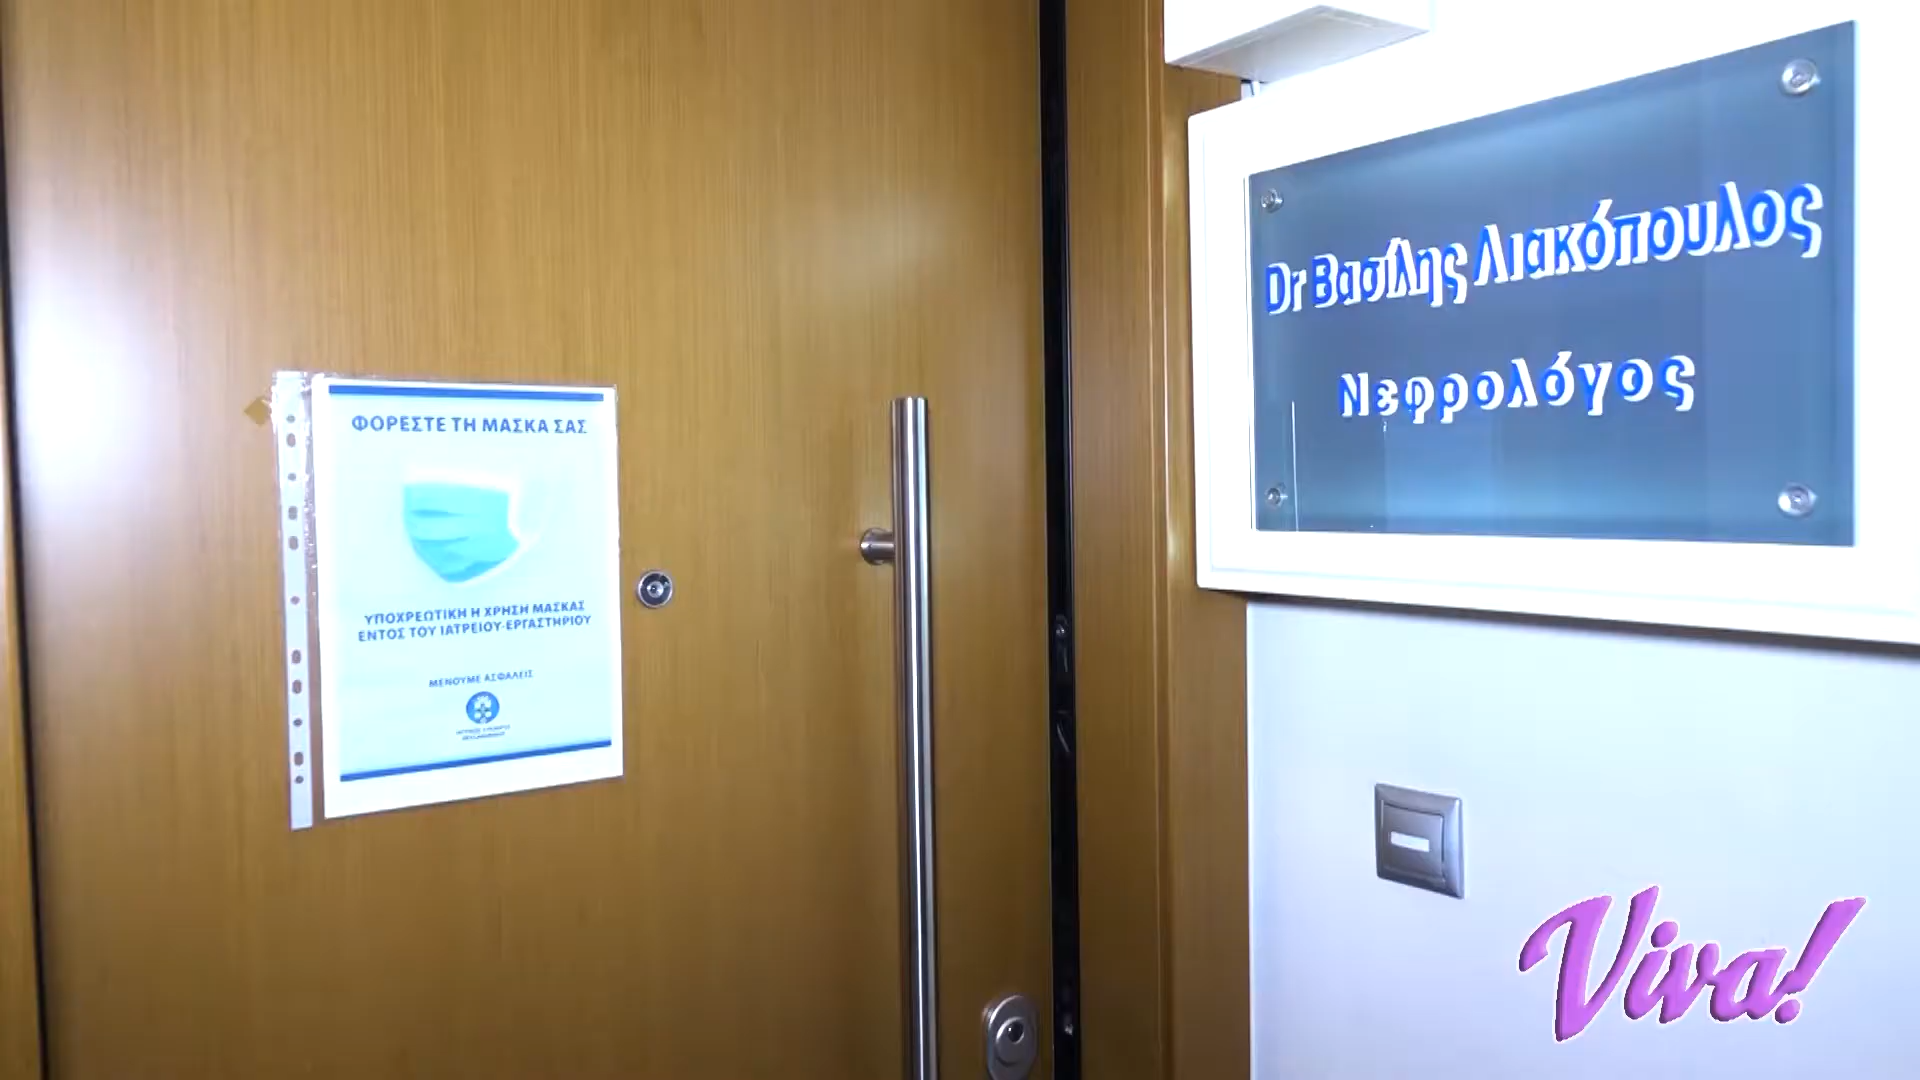 ΦΟΡΕΣΤΕ ΤΗ ΜΑΣΚΑ ΣΑΣ
ΥΠΟΧΡΕΩΤΙΚΗ Η ΧΡΗΣΗ ΜΑΣΚΑΣ
ΕΝΤΟΣ ΤΟΥ ΙΑΤΡΕΙΟΥ-ΕΡΓΑΣΤΗΡΙΟΥ
ΜΕΝΟΥΜΕ ΑΣΦΑΛΕΙΣ
Dr Βασίλης Λιακόπουλος
Νεφρολόγος
Viva!